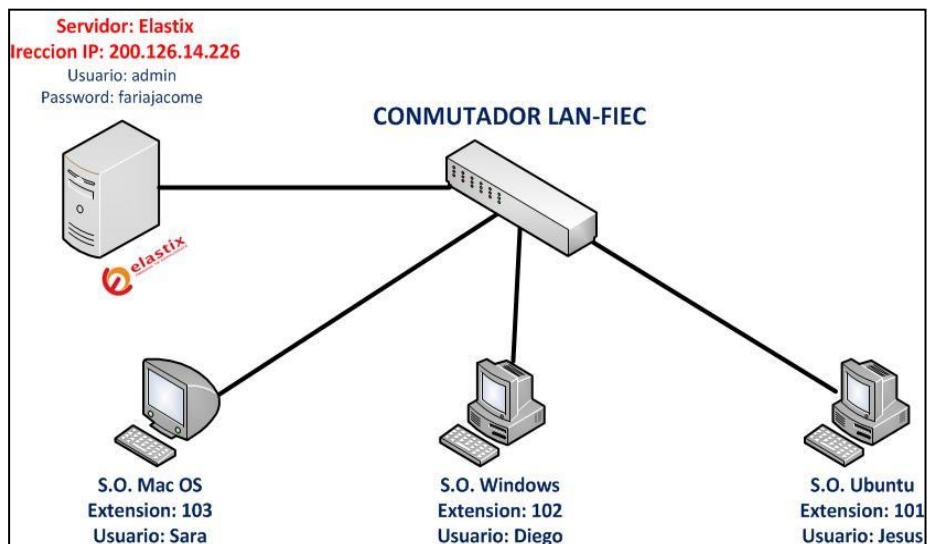 Servidor: Elastix
Ireccion IP: 200.126.14.226
Usuario: admin
Password: fariajacome
CONMUTADOR LAN-FIEC
elastix
S.O. Mac OS
Extension: 103
Usuario: Sara
S.O. Windows
Extension: 102
Usuario: Diego
S.O. Ubuntu
Extension: 101
Usuario: Jesus